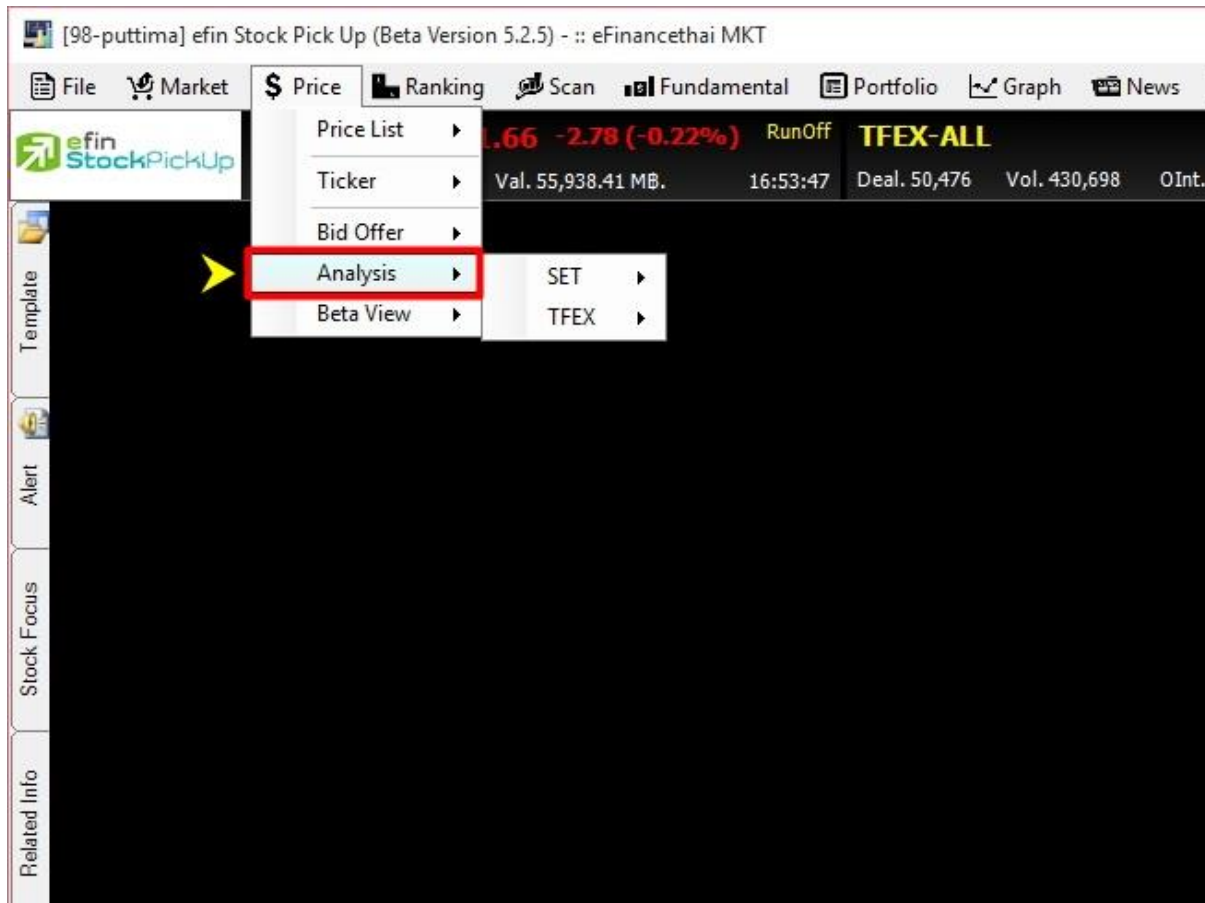 [98-puttima] efin Stock Pick Up (Beta Version 5.2.5) - :: eFinancethai MKT
File Market $ Price Ranking Scan Fundamental Portfolio Graph News
efin
StockPickUp
.66 -2.78 (-0.22%) RunOff TFEX-ALL
Val. 55,938.41 MB. 16:53:47 Deal. 50,476 Vol. 430,698 OInt.
Price List
Ticker
Bid Offer
Analysis
Beta View
SET
TFEX
Template
Alert
Stock Focus
Related Info